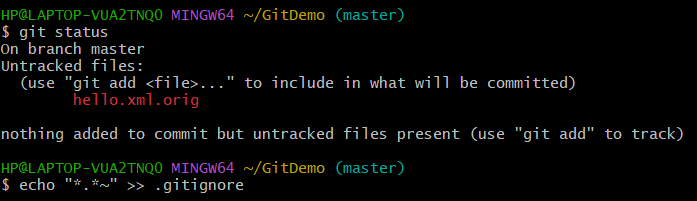 HP@LAPTOP-VUA2TNQO MINGW64 ~/GitDemo (master)
$ git status
On branch master
Untracked files:
  (use "git add <file>..." to include in what will be committed)
        hello.xml.orig

nothing added to commit but untracked files present (use "git add" to track)

HP@LAPTOP-VUA2TNQO MINGW64 ~/GitDemo (master)
$ echo "*.*~" >> .gitignore